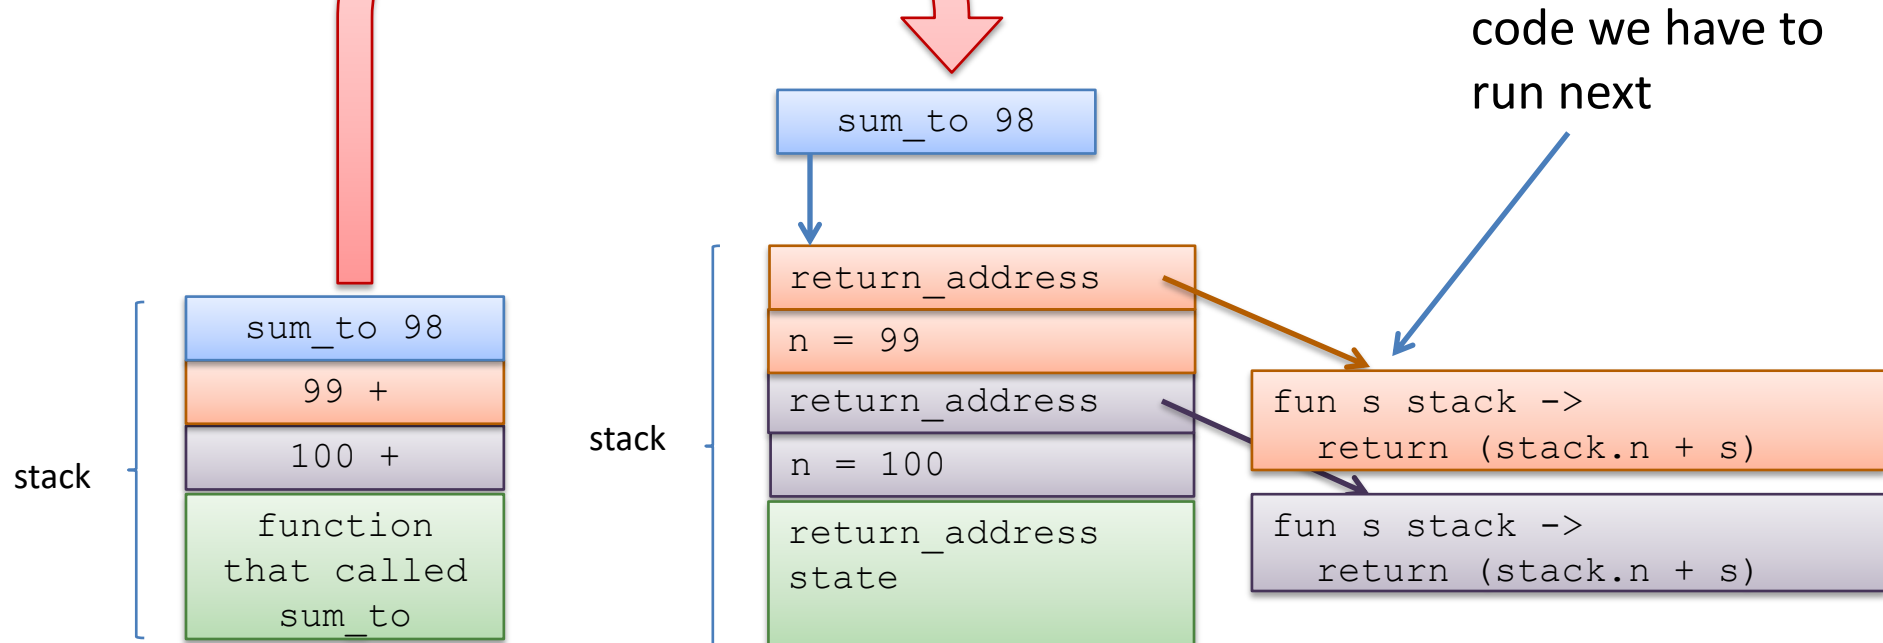 code we have to
run next
sum_to 98
stack
sum_to 98
99 +
100 +
function
that called
sum_to
stack
return_address
n = 99
return_address
n = 100
return_address
state
fun s stack ->
return (stack.n + s)
fun s stack ->
return (stack.n + s)